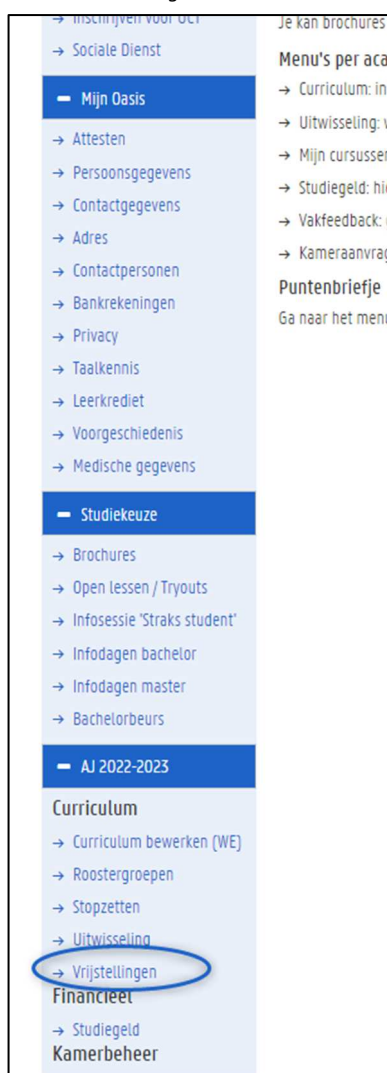 → Inschrijven voor UCT
→ Sociale Dienst
Mijn Oasis
→ Attesten
→ Persoonsgegevens
→ Contactgegevens
→ Adres
→ Contactpersonen
→ Bankrekeningen
→ Privacy
→ Taalkennis
→ Leerkrediet
→ Voorgeschiedenis
→ Medische gegevens
Studiekeuze
→ Brochures
→ Open lessen / Tryouts
→ Infosessie 'Straks student'
→ Infodagen bachelor
→ Infodagen master
→ Bachelorbeurs
AJ 2022-2023
Curriculum
→ Curriculum bewerken (WE)
→ Roostergroepen
→ Stopzetten
→ Uitwisseling
→ Vrijstellingen
Financieel
→ Studiegeld
Kamerbeheer
Je kan brochures
Menu's per aca
→ Curriculum: in
→ Uitwisseling: v
→ Mijn cursusser
→ Studiegeld: hie
→ Vakfeedback:
→ Kameraanvrag
Puntenbriefje
Ga naar het menu